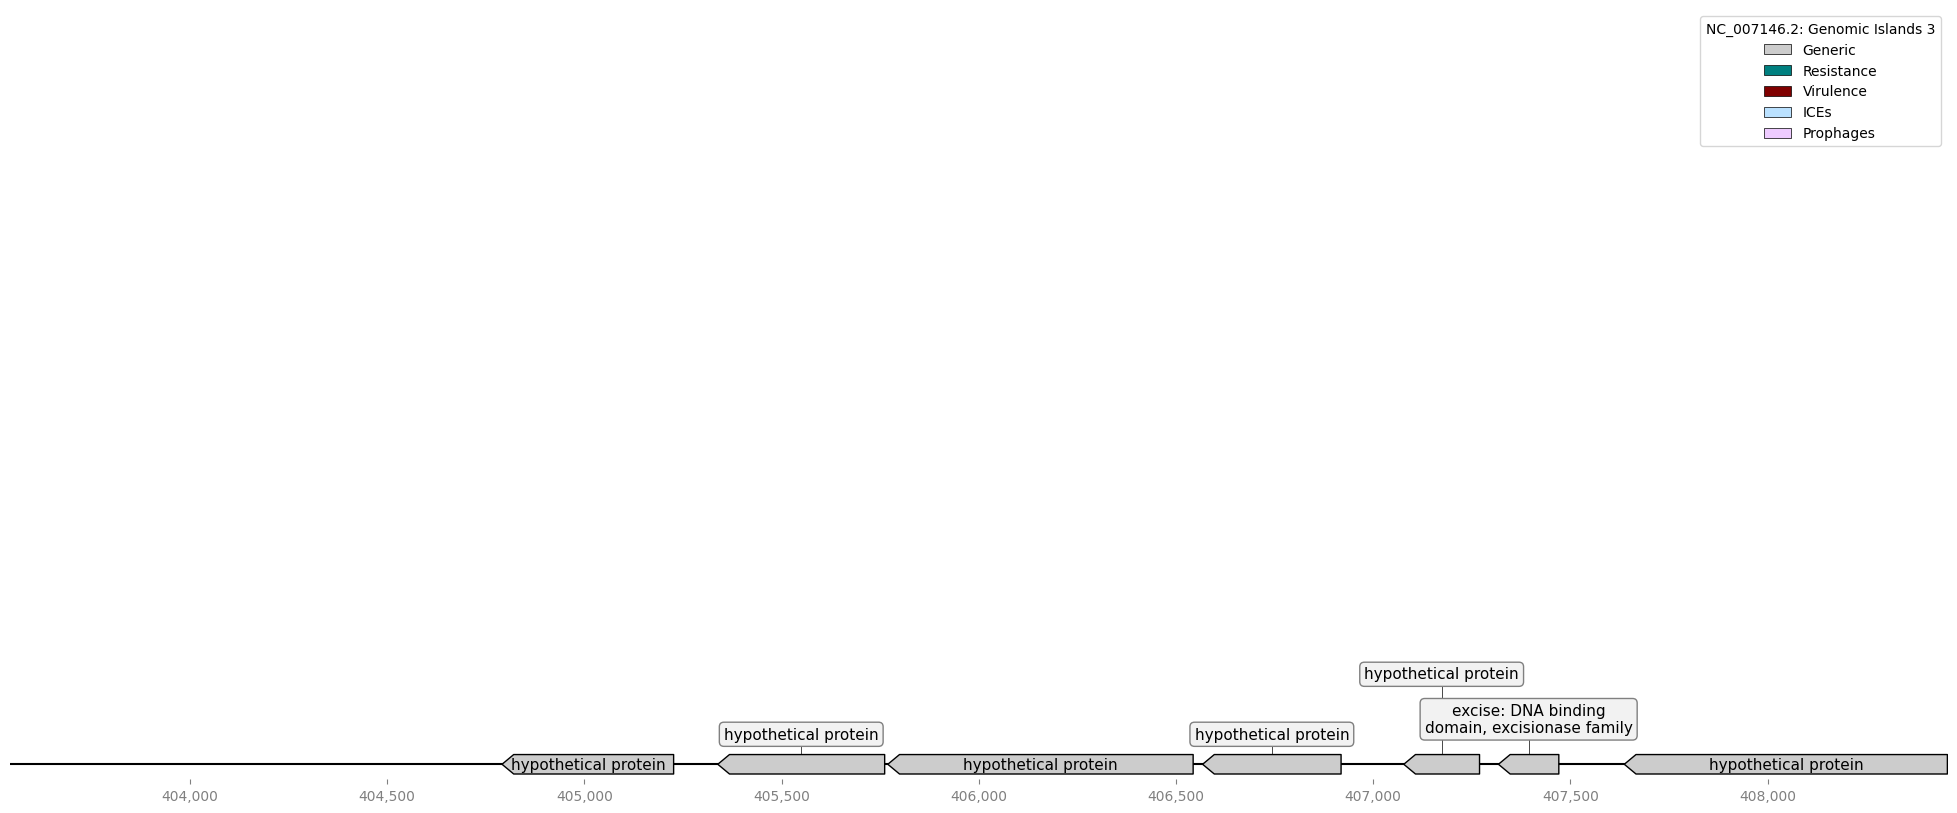 NC_007146.2: Genomic Islands 3
Generic
Resistance
Virulence
ICEs
Prophages
hypothetical protein
excise: DNA binding
domain, excisionase family
hypothetical protein
hypothetical protein
hypothetical protein
hypothetical protein
hypothetical protein
404,000
404,500
405,000
405,500
406,000
406,500
407,000
407,500
408,000